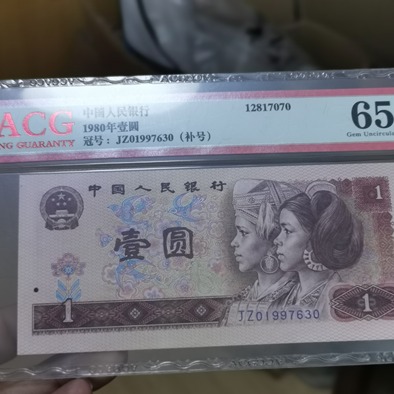 ACG
NG GUARANTY
中国人民银行
1980年壹圆
冠号：JZ01997630（补号）
12817070
65
Gem Uncircula
中国人民银行
壹圆
1
1
1
JZ01997630